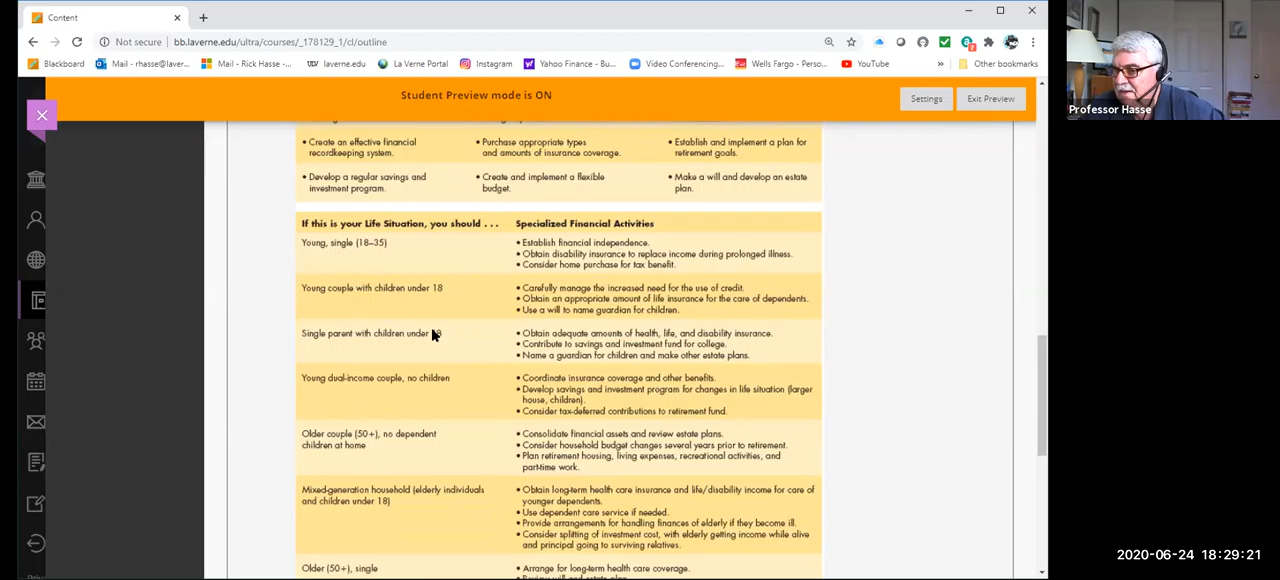 Content
Not secure | bb.laverne.edu/ultra/courses/_178129_1/cl/outline
Blackboard
Mail - rhasse@laver...
Mail - Rick Hasse -...
laverne.edu
La Verne Portal
Instagram
Yahoo Finance - Bu...
Video Conferencing...
Wells Fargo - Perso...
YouTube
»
Other bookmarks
Student Preview mode is ON
Settings
Exit Preview
Professor Hasse
• Create an effective financial recordkeeping system.
• Purchase appropriate types and amounts of insurance coverage.
• Establish and implement a plan for retirement goals.
• Develop a regular savings and investment program.
• Create and implement a flexible budget.
• Make a will and develop an estate plan.
If this is your Life Situation, you should . . .
Specialized Financial Activities
Young, single (18–35)
• Establish financial independence.
• Obtain disability insurance to replace income during prolonged illness.
• Consider home purchase for tax benefit.
Young couple with children under 18
• Carefully manage the increased need for the use of credit.
• Obtain an appropriate amount of life insurance for the care of dependents.
• Use a will to name guardian for children.
Single parent with children under
• Obtain adequate amounts of health, life, and disability insurance.
• Contribute to savings and investment fund for college.
• Name a guardian for children and make other estate plans.
Young dual-income couple, no children
• Coordinate insurance coverage and other benefits.
• Develop savings and investment program for changes in life situation (larger
house, children).
• Consider tax-deferred contributions to retirement fund.
Older couple (50+), no dependent
children at home
• Consolidate financial assets and review estate plans.
• Consider household budget changes several years prior to retirement.
• Plan retirement housing, living expenses, recreational activities, and
part-time work.
Mixed-generation household (elderly individuals
and children under 18)
• Obtain long-term health care insurance and life/disability income for care of
younger dependents.
• Use dependent care service if needed.
• Provide arrangements for handling finances of elderly if they become ill.
• Consider splitting of investment cost, with elderly getting income while alive
and principal going to surviving relatives.
Older (50+), single
• Arrange for long-term health care coverage.
2020-06-24 18:29:21